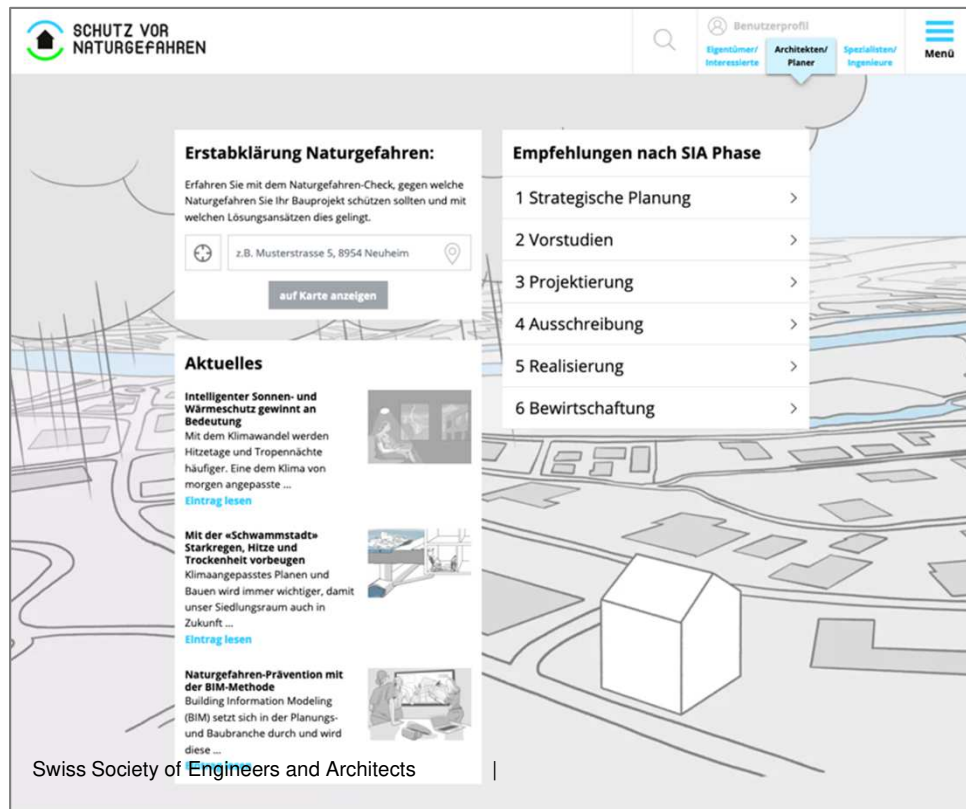 SCHUTZ VOR
NATURGEFAHREN
Benutzerprofil
Eigentümer/
Interessierte
Architekten/
Planer
Spezialisten/
Ingenieure
Menü
Erstabklärung Naturgefahren:
Erfahren Sie mit dem Naturgefahren-Check, gegen welche
Naturgefahren Sie Ihr Bauprojekt schützen sollten und mit
welchen Lösungsansätzen dies gelingt.
z.B. Musterstrasse 5, 8954 Neuheim
auf Karte anzeigen
Empfehlungen nach SIA Phase
1 Strategische Planung
2 Vorstudien
3 Projektierung
4 Ausschreibung
5 Realisierung
6 Bewirtschaftung
Aktuelles
Intelligenter Sonnen- und
Wärmeschutz gewinnt an
Bedeutung
Mit dem Klimawandel werden
Hitzetage und Tropennächte
häufiger. Eine dem Klima von
morgen angepasste ...
Eintrag lesen
Mit der «Schwammstadt»
Starkregen, Hitze und
Trockenheit vorbeugen
Klimaangepasstes Planen und
Bauen wird immer wichtiger, damit
unser Siedlungsraum auch in
Zukunft ...
Eintrag lesen
Naturgefahren-Prävention mit
der BIM-Methode
Building Information Modeling
(BIM) setzt sich in der Planungs-
und Baubranche durch und wird
diese ...
Swiss Society of Engineers and Architects |